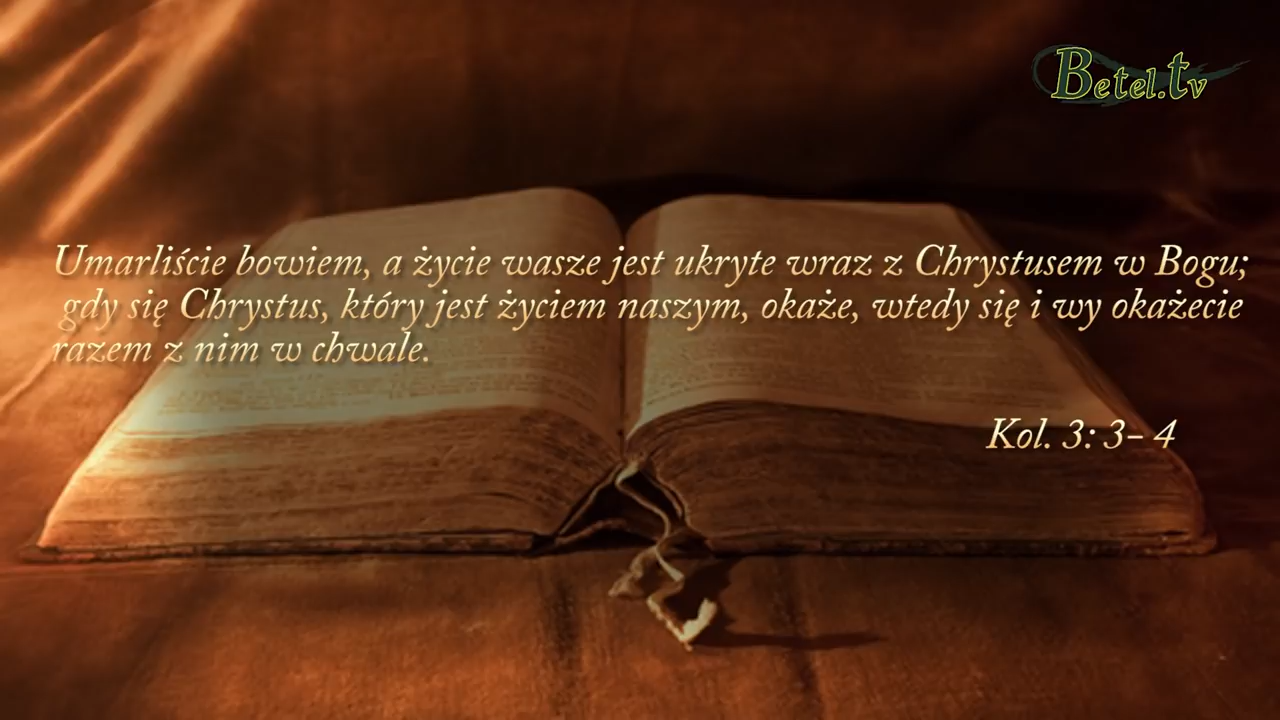 Betel.tv
Umarliście bowiem, a życie wasze jest ukryte wraz z Chrystusem w Bogu;
gdy się Chrystus, który jest życiem naszym, okaże, wtedy się i wy okażecie
razem z nim w chwale.
Kol. 3: 3- 4